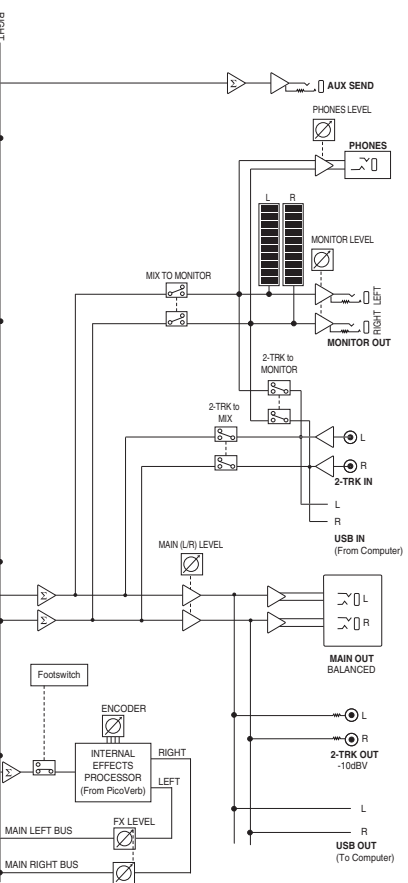 RIGHT
Σ
AUX SEND
PHONES LEVEL
PHONES
L R
MONITOR LEVEL
MIX TO MONITOR
LEFT
RIGHT
MONITOR OUT
2-TRK to
MONITOR
2-TRK to
MIX
L
R
2-TRK IN
L
R
USB IN
(From Computer)
MAIN (L/R) LEVEL
Σ
L
Σ
R
MAIN OUT
BALANCED
Footswitch
ENCODER
L
R
2-TRK OUT
-10dBV
INTERNAL
EFFECTS
PROCESSOR
(From PicoVerb)
RIGHT
LEFT
Σ
FX LEVEL
L
R
USB OUT
(To Computer)
MAIN LEFT BUS
MAIN RIGHT BUS